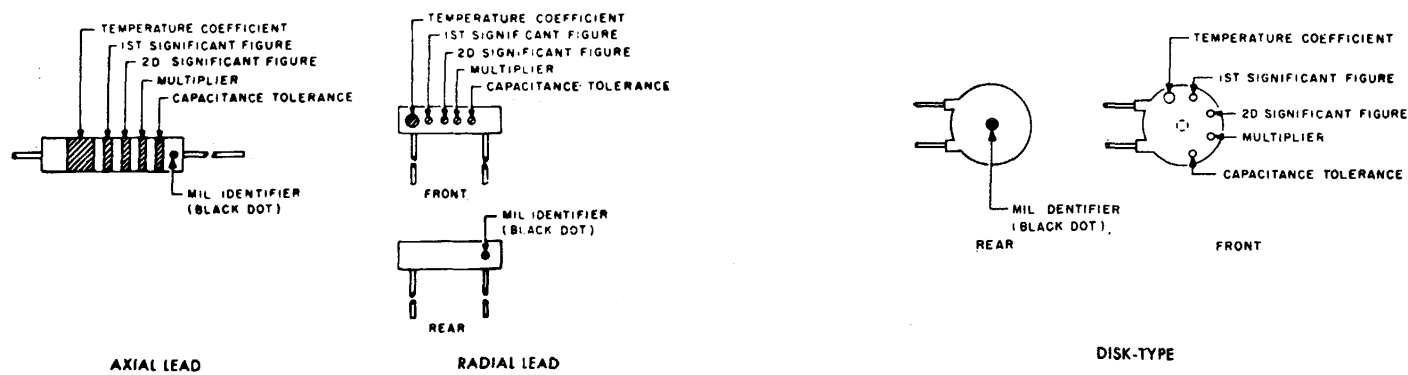 TEMPERATURE COEFFICIENT
1ST SIGNIFICANT FIGURE
2D SIGNIFICANT FIGURE
MULTIPLIER
CAPACITANCE TOLERANCE
MIL IDENTIFIER
(BLACK DOT)
AXIAL LEAD
TEMPERATURE COEFFICIENT
1ST SIGNIFICANT FIGURE
2D SIGNIFICANT FIGURE
MULTIPLIER
CAPACITANCE TOLERANCE
FRONT
MIL IDENTIFIER
(BLACK DOT)
REAR
RADIAL LEAD
MIL DENTIFIER
(BLACK DOT).
REAR
TEMPERATURE COEFFICIENT
1ST SIGNIFICANT FIGURE
2D SIGNIFICANT FIGURE
MULTIPLIER
CAPACITANCE TOLERANCE
FRONT
DISK-TYPE